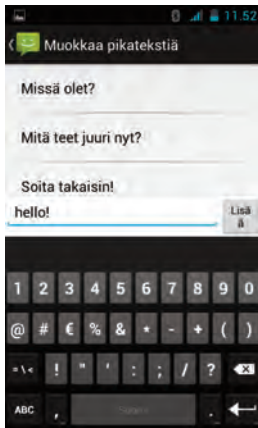 11.52
Muokkaa pikatekstiä
Missä olet?
Mitä teet juuri nyt?
Soita takaisin!
hello!
Lisä
ä
1 2 3 4 5 6 7 8 9 0
@ # € % & * - + ( )
= \ < ! " ' : ; / ?
ABC , .